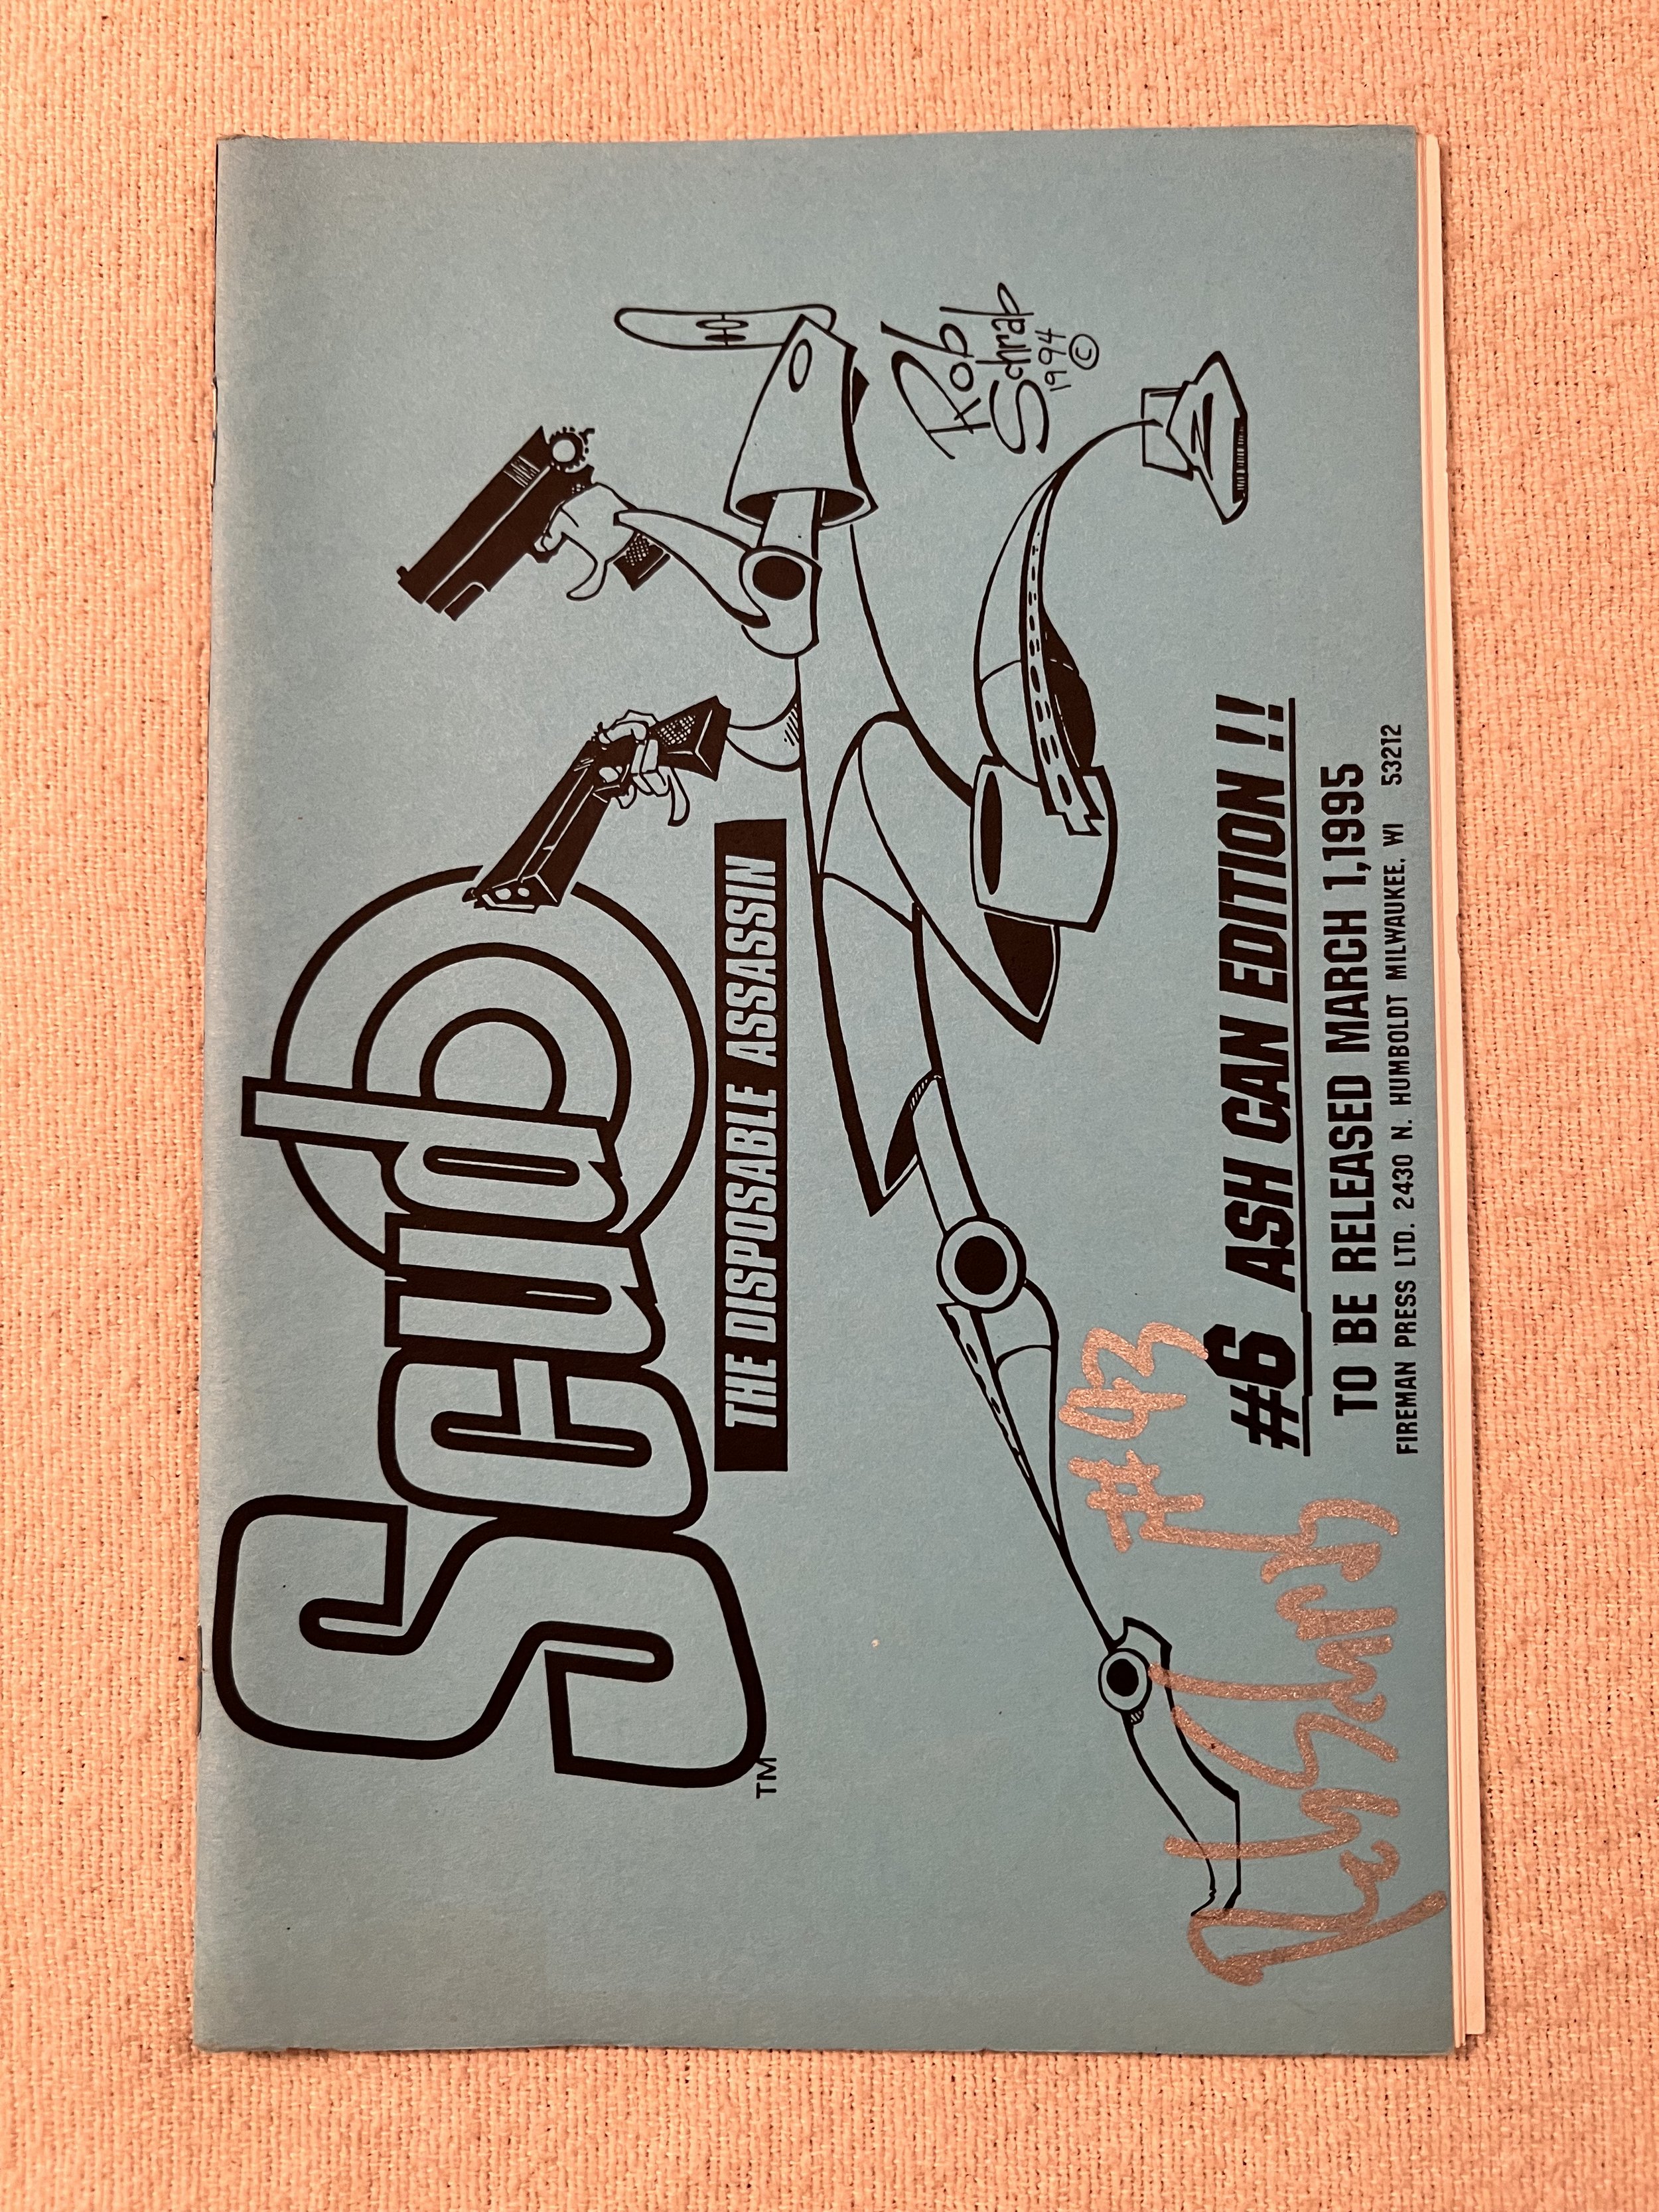 Scud
TM
THE DISPOSABLE ASSASSIN
Rob
Schrab
1994
©
#43
#6 ASH CAN EDITION !!
TO BE RELEASED MARCH 1,1995
FIREMAN PRESS LTD. 2430 N. HUMBOLDT MILWAUKEE, WI 53212